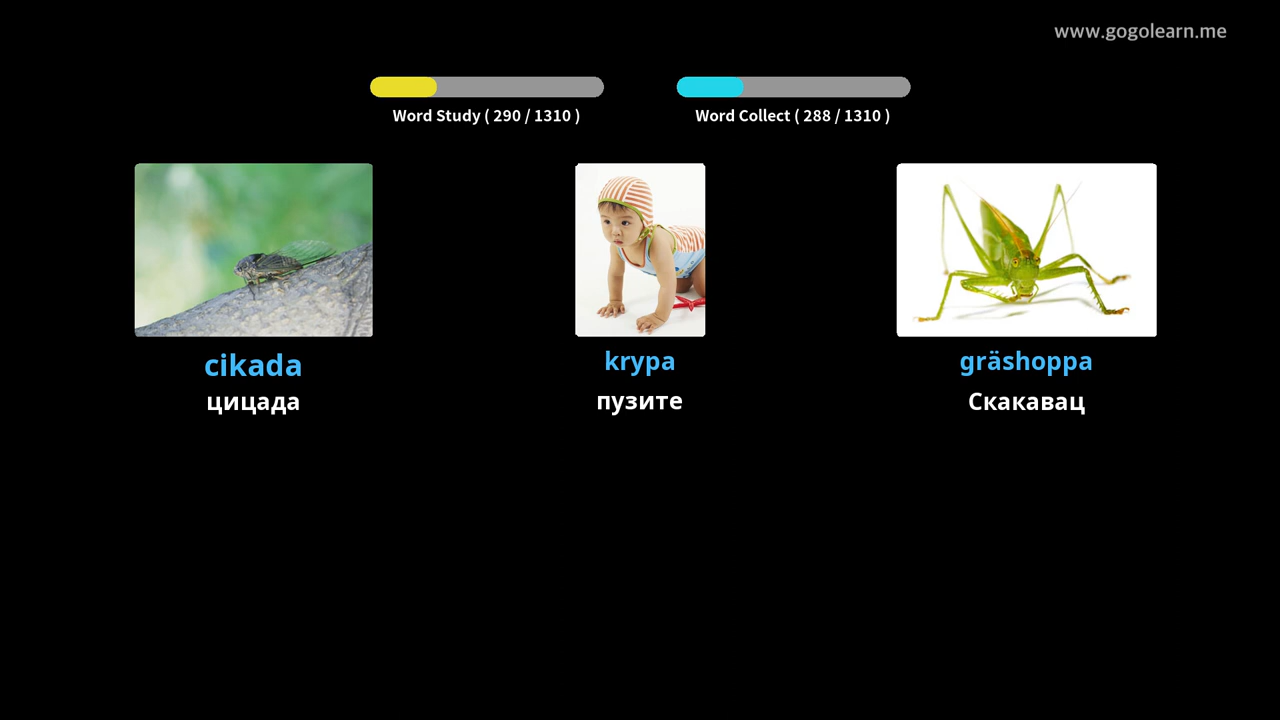 www.gogolearn.me
Word Study ( 290 / 1310 )
Word Collect ( 288 / 1310 )
cikada
krypa
gräshoppa
цицада
пузите
Скакавац